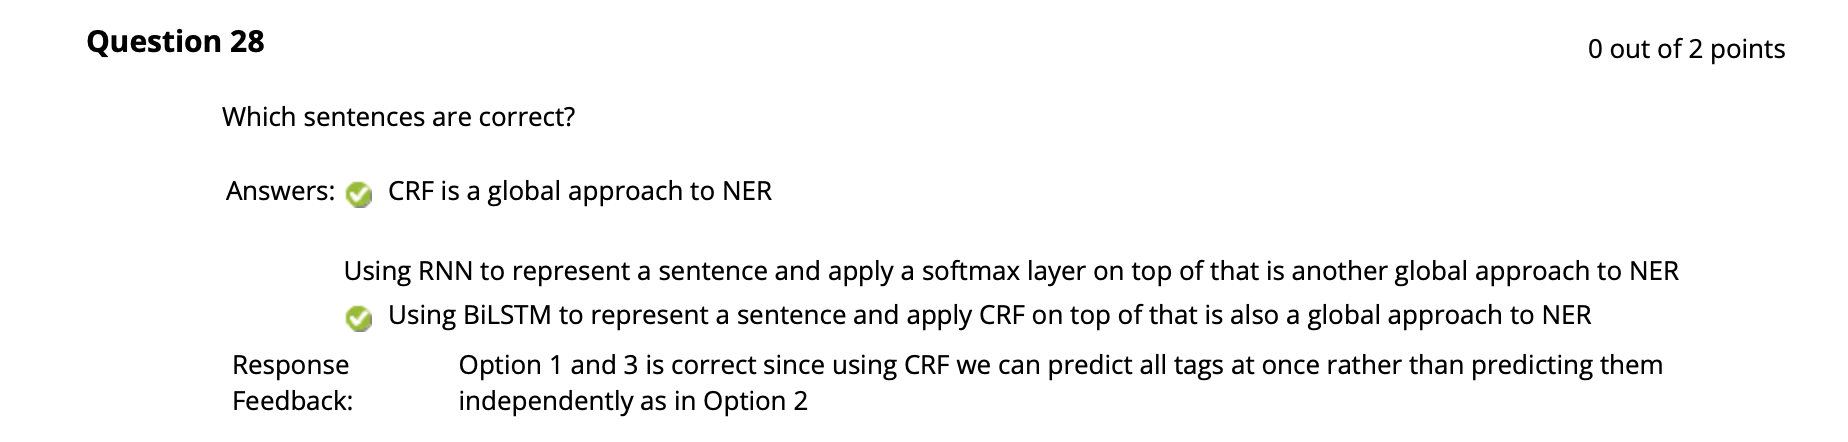 Question 28
0 out of 2 points
Which sentences are correct?
Answers: CRF is a global approach to NER
Using RNN to represent a sentence and apply a softmax layer on top of that is another global approach to NER
Using BiLSTM to represent a sentence and apply CRF on top of that is also a global approach to NER
Response Option 1 and 3 is correct since using CRF we can predict all tags at once rather than predicting them
Feedback: independently as in Option 2